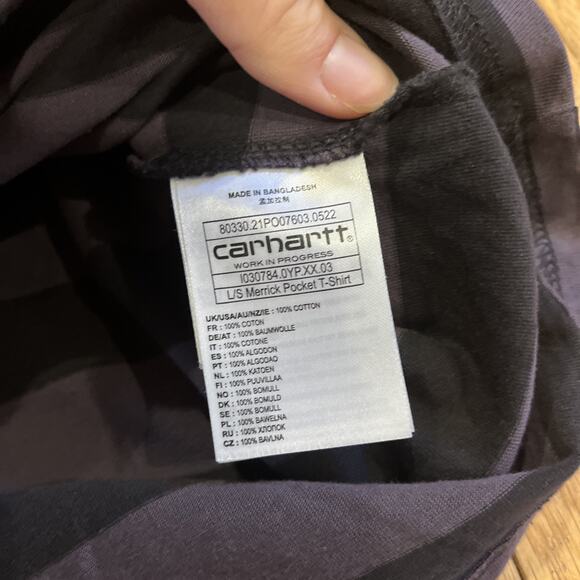 MADE IN BANGLADESH
孟加拉制
80330.21PO07603.0522
carhartt®
WORK IN PROGRESS
I030784.0YP.XX.03
L/S Merrick Pocket T-Shirt
UK/USA/AU/NZ/IE : 100% COTTON
FR : 100% COTON
DE/AT : 100% BAUMWOLLE
IT : 100% COTONE
ES : 100% ALGODON
PT : 100% ALGODAO
NL : 100% KATOEN
FI : 100% PUUVILLAA
NO : 100% BOMULL
DK : 100% BOMULD
SE : 100% BOMULL
PL : 100% BAWELNA
RU : 100% ХЛОПОК
CZ : 100% BAVLNA